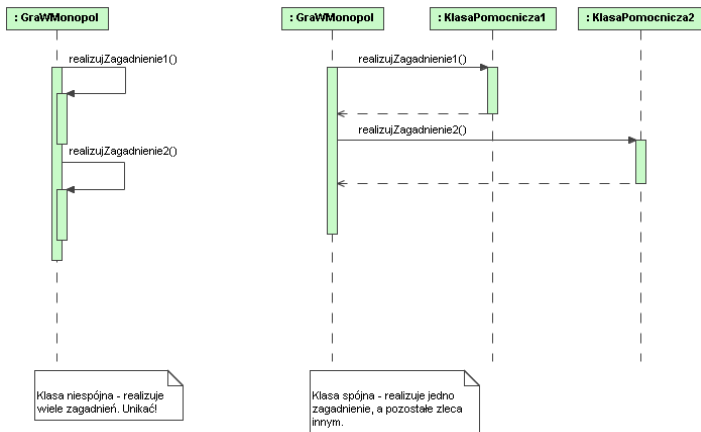 : GraWMonopol
realizujZagadnienie1()
realizujZagadnienie2()
Klasa niespójna - realizuje
wiele zagadnień. Unikać!
: GraWMonopol
: KlasaPomocnicza1
: KlasaPomocnicza2
realizujZagadnienie1()
realizujZagadnienie2()
Klasa spójna - realizuje jedno
zagadnienie, a pozostałe zleca
innym.